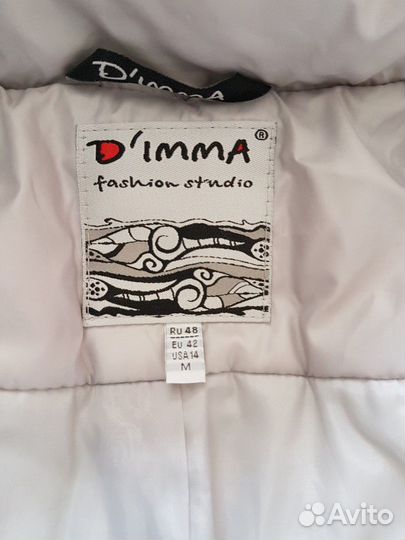 D'IMMA
D'IMMA®
fashion studio
RU 48
EU 42
USA 14
M
Avito